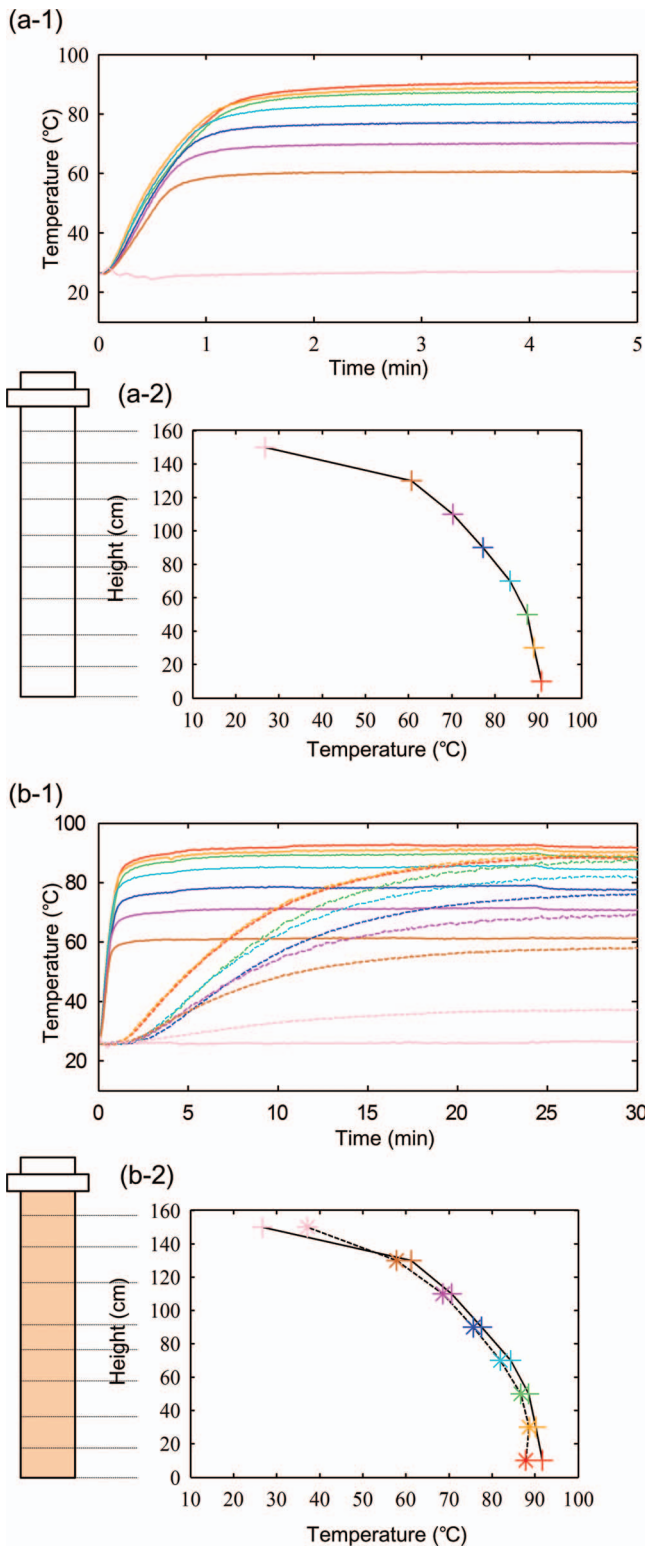 (a-1)
100
80
60
40
20
Temperature (℃)
0 1 2 3 4 5
Time (min)
(a-2)
160
140
120
100
80
60
40
20
0
Height (cm)
10 20 30 40 50 60 70 80 90 100
Temperature (℃)
(b-1)
100
80
60
40
20
Temperature (℃)
0 5 10 15 20 25 30
Time (min)
(b-2)
160
140
120
100
80
60
40
20
0
Height (cm)
10 20 30 40 50 60 70 80 90 100
Temperature (℃)